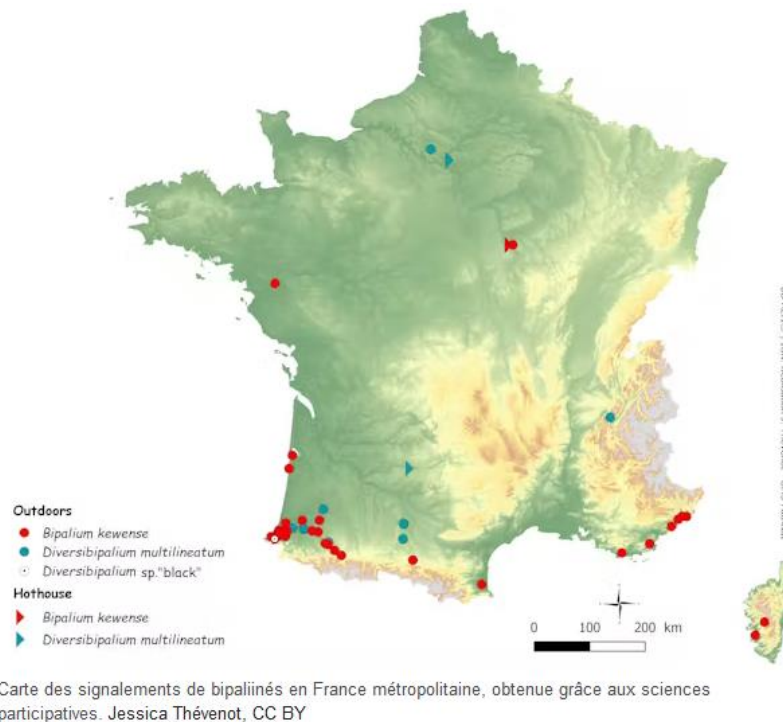 Outdoors
Bipalium kewense
Diversibipalium multilineatum
Diversibipalium sp."black"
Hothouse
Bipalium kewense
Diversibipalium multilineatum
0 100 200 km
Carte des signalements de bipaliinés en France métropolitaine, obtenue grâce aux sciences
participatives. Jessica Thévenot, CC BY